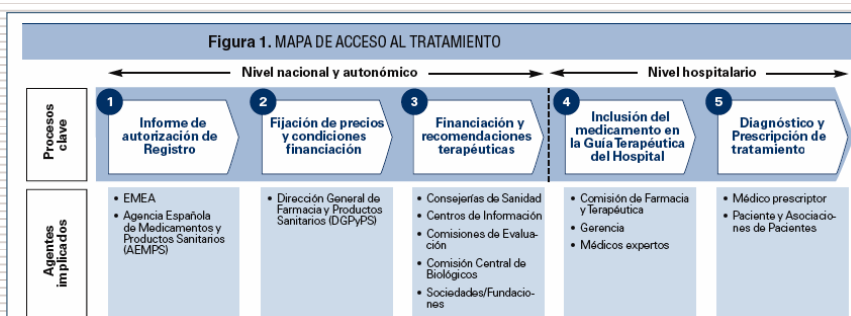 Figura 1. MAPA DE ACCESO AL TRATAMIENTO
Nivel nacional y autonómico
Nivel hospitalario
Procesos
clave
1
Informe de
autorización de
Registro
2
Fijación de precios
y condiciones
financiación
3
Financiación y
recomendaciones
terapéuticas
4
Inclusión del
medicamento en
la Guía Terapéutica
del Hospital
5
Diagnóstico y
Prescripción de
tratamiento
Agentes
implicados
• EMEA
• Agencia Española
de Medicamentos y
Productos Sanitarios
(AEMPS)
• Dirección General de
Farmacia y Productos
Sanitarios (DGPyPS)
• Consejerías de Sanidad
• Centros de Información
• Comisiones de Evalua-
ción
• Comisión Central de
Biológicos
• Sociedades/Fundacio-
nes
• Comisión de Farmacia
y Terapéutica
• Gerencia
• Médicos expertos
• Médico prescriptor
• Paciente y Asociacio-
nes de Pacientes